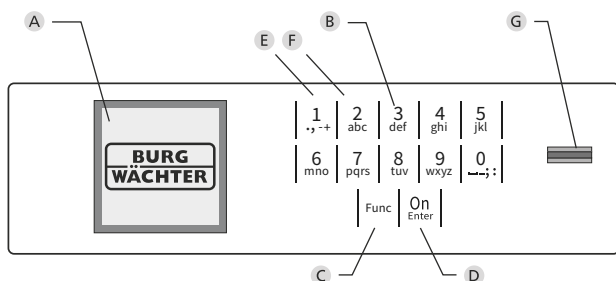 A
E F B
G
1 2 3 4 5
.,-+ abc def ghi jkl
BURG
WÄCHTER
6 7 8 9 0
mno pqrs tuv wxyz ⎵–;:
Func On
Enter
C
D